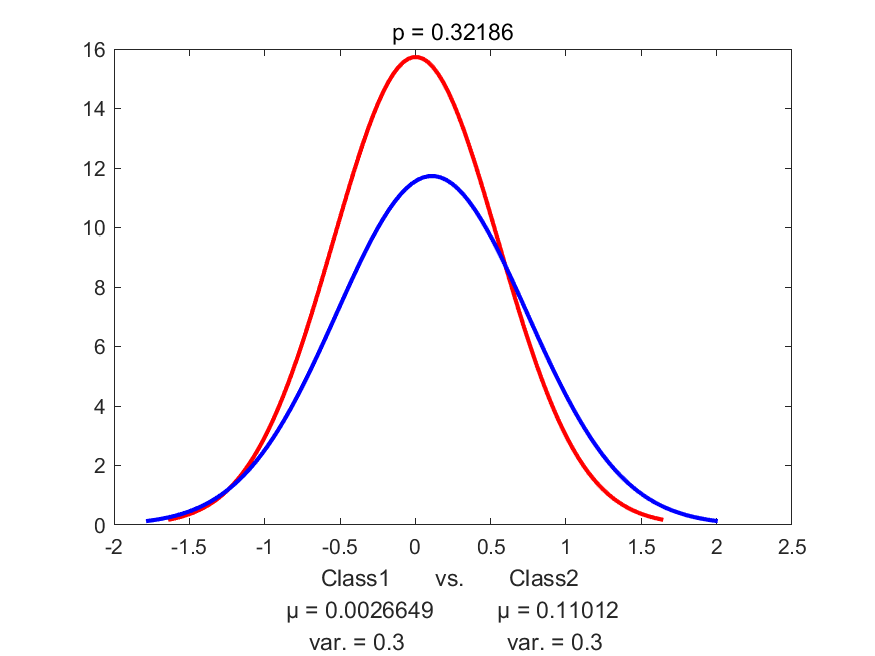 p = 0.32186
16
14
12
10
8
6
4
2
0
-2 -1.5 -1 -0.5 0 0.5 1 1.5 2 2.5
Class1 vs. Class2
μ = 0.0026649 μ = 0.11012
var. = 0.3 var. = 0.3